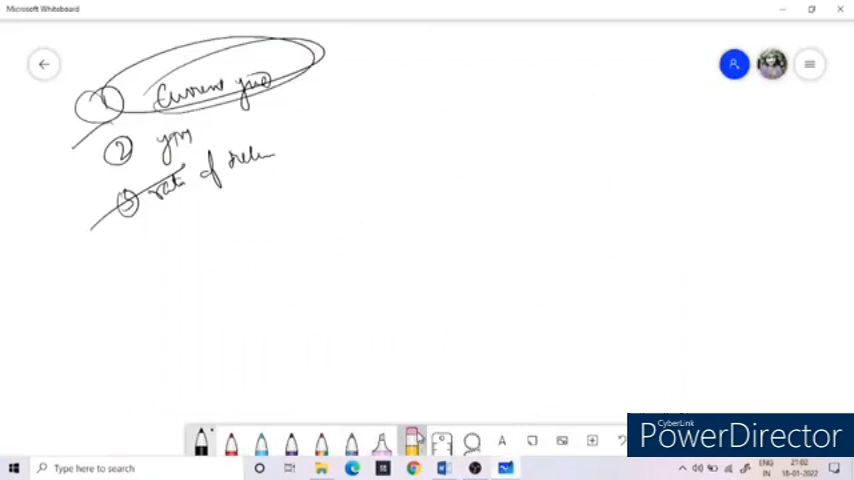 Microsoft Whiteboard
① Current yield
② YTM
③ rate of return
CyberLink
PowerDirector
Type here to search
ENG
IN
21:02
18-01-2022